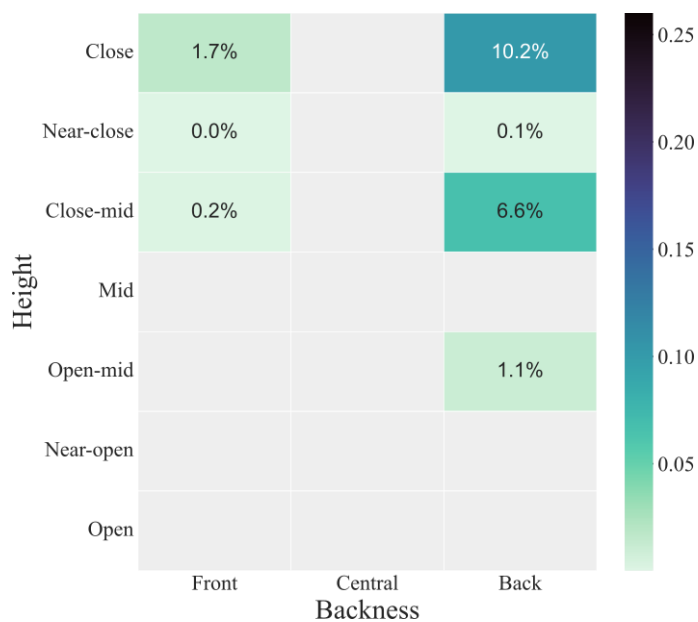 Close 1.7% 10.2%
Near-close 0.0% 0.1%
Close-mid 0.2% 6.6%
Mid
Open-mid 1.1%
Near-open
Open
Height
Front Central Back
Backness
0.25
0.20
0.15
0.10
0.05